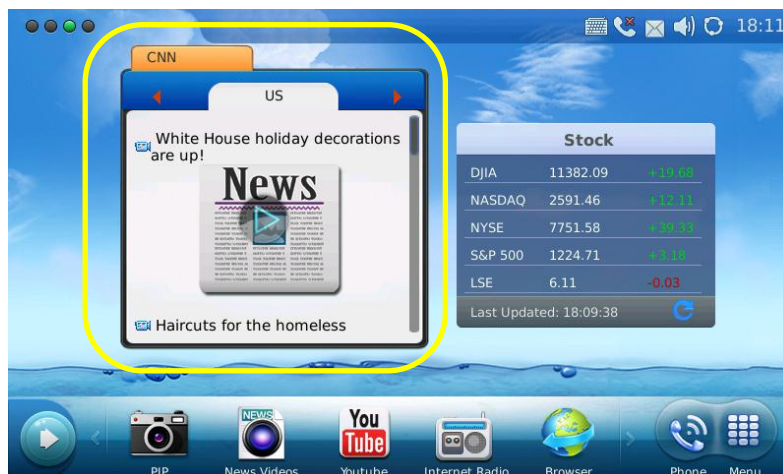 18:11
CNN
US
White House holiday decorations
are up!
News
Haircuts for the homeless
Stock
DJIA 11382.09 +19.68
NASDAQ 2591.46 +12.11
NYSE 7751.58 +39.33
S&P 500 1224.71 +3.18
LSE 6.11 -0.03
Last Updated: 18:09:38
NEWS
You
Tube
PIP News Videos Youtube Internet Radio Browser Phone Menu